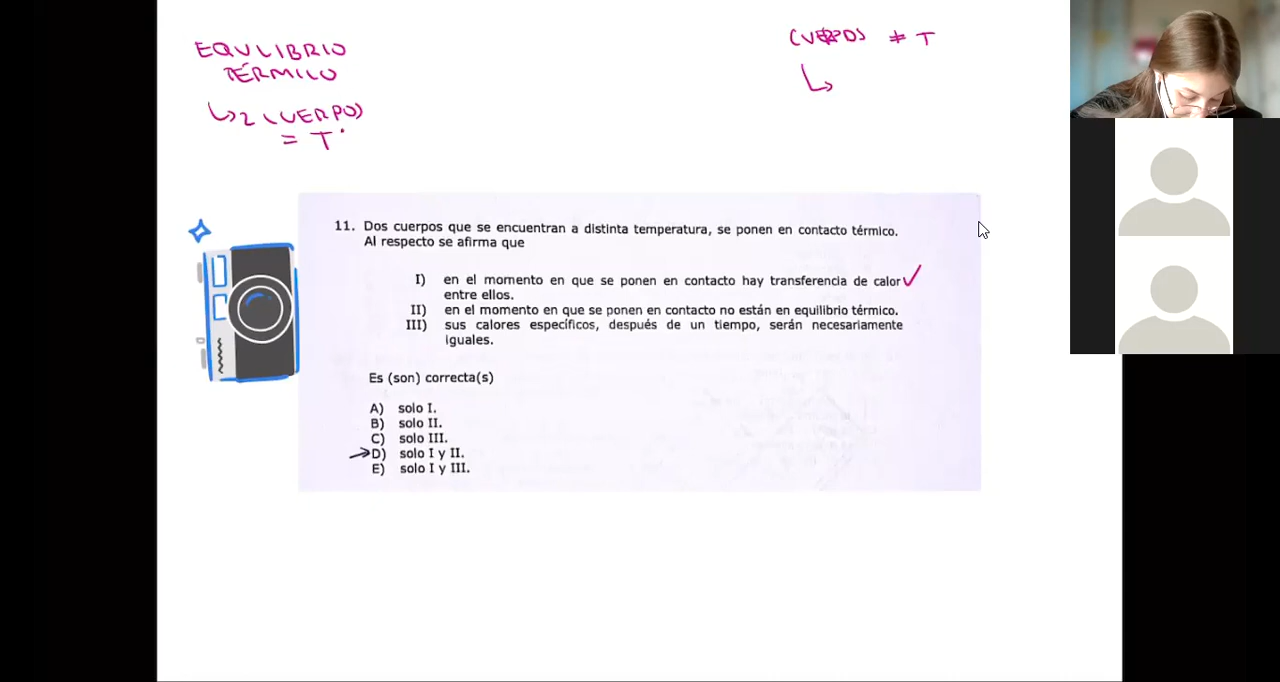 EQUILIBRIO
TÉRMICO
↳ 2 CUERPOS
= T°
CUERPOS ≠ T
↳
11. Dos cuerpos que se encuentran a distinta temperatura, se ponen en contacto térmico.
Al respecto se afirma que
I) en el momento en que se ponen en contacto hay transferencia de calor ✓
entre ellos.
II) en el momento en que se ponen en contacto no están en equilibrio térmico.
III) sus calores específicos, después de un tiempo, serán necesariamente
iguales.
Es (son) correcta(s)
A) solo I.
B) solo II.
C) solo III.
→D) solo I y II.
E) solo I y III.